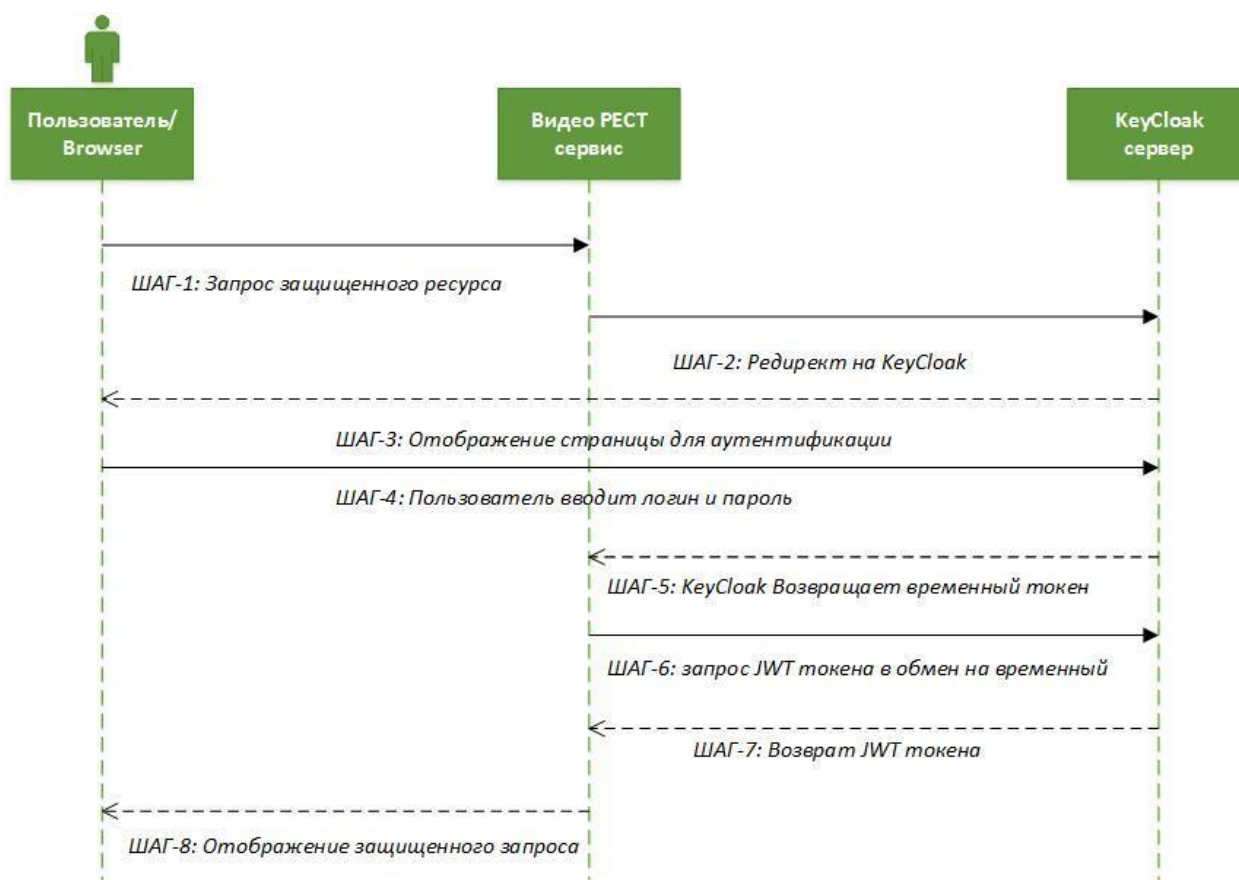 Пользователь/
Browser
Видео РЕСТ
сервис
KeyCloak
сервер
ШАГ-1: Запрос защищенного ресурса
ШАГ-2: Редирект на KeyCloak
ШАГ-3: Отображение страницы для аутентификации
ШАГ-4: Пользователь вводит логин и пароль
ШАГ-5: KeyCloak Возвращает временный токен
ШАГ-6: запрос JWT токена в обмен на временный
ШАГ-7: Возврат JWT токена
ШАГ-8: Отображение защищенного запроса